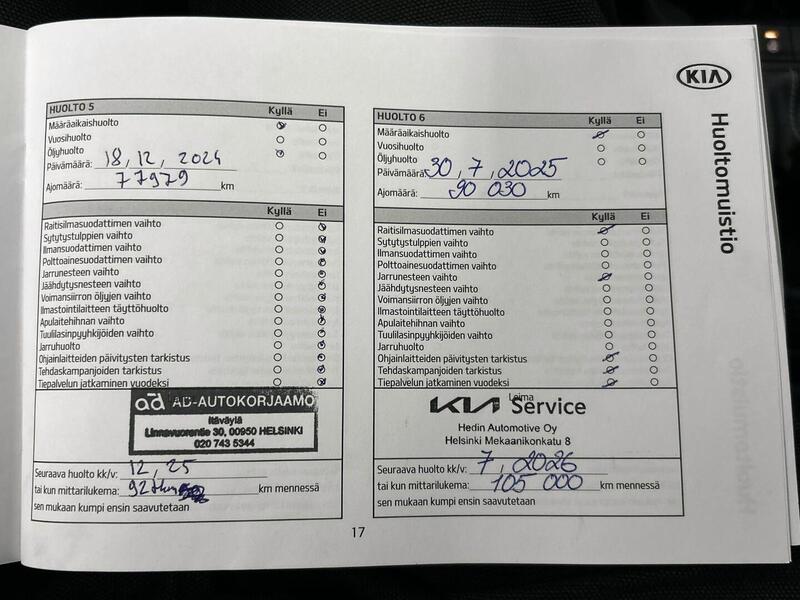 KIA
Huoltomuistio
HUOLTO 5 Kyllä Ei
Määräaikaishuolto
Vuosihuolto
Öljyhuolto
Päivämäärä: 18, 12, 2024
Ajomäärä: 77979 km
Kyllä Ei
Raitisilmasuodattimen vaihto
Sytytystulppien vaihto
Ilmansuodattimen vaihto
Polttoainesuodattimen vaihto
Jarrunesteen vaihto
Jäähdytysnesteen vaihto
Voimansiirron öljyjen vaihto
Ilmastointilaitteen täyttöhuolto
Apulaitehihnan vaihto
Tuulilasinpyyhkijöiden vaihto
Jarruhuolto
Ohjainlaitteiden päivitysten tarkistus
Tehdaskampanjoiden tarkistus
Tiepalvelun jatkaminen vuodeksi
ad AD-AUTOKORJAAMO
Itäväylä
Linnavuorentie 30, 00950 HELSINKI
020 743 5344
Seuraava huolto kk/v: 12, 25
tai kun mittarilukema: 92 km mennessä
sen mukaan kumpi ensin saavutetaan
HUOLTO 6 Kyllä Ei
Määräaikaishuolto
Vuosihuolto
Öljyhuolto
Päivämäärä: 30, 7, 2025
Ajomäärä: 90 030 km
Kyllä Ei
Raitisilmasuodattimen vaihto
Sytytystulppien vaihto
Ilmansuodattimen vaihto
Polttoainesuodattimen vaihto
Jarrunesteen vaihto
Jäähdytysnesteen vaihto
Voimansiirron öljyjen vaihto
Ilmastointilaitteen täyttöhuolto
Apulaitehihnan vaihto
Tuulilasinpyyhkijöiden vaihto
Jarruhuolto
Ohjainlaitteiden päivitysten tarkistus
Tehdaskampanjoiden tarkistus
Tiepalvelun jatkaminen vuodeksi
Leima
KIA Service
Hedin Automotive Oy
Helsinki Mekaanikonkatu 8
Seuraava huolto kk/v: 7, 2026
tai kun mittarilukema: 105 000 km mennessä
sen mukaan kumpi ensin saavutetaan
17